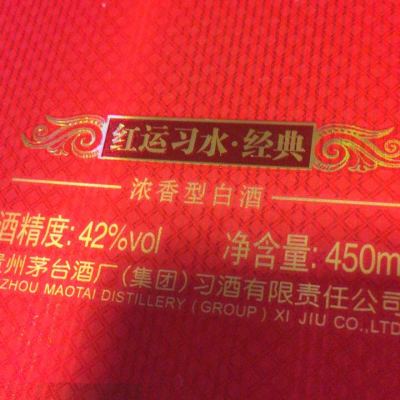 红运习水·经典
浓香型白酒
酒精度: 42%vol 净含量: 450m
州茅台酒厂(集团)习酒有限责任公司
ZHOU MAOTAI DISTILLERY (GROUP) XI JIU CO.,LTD